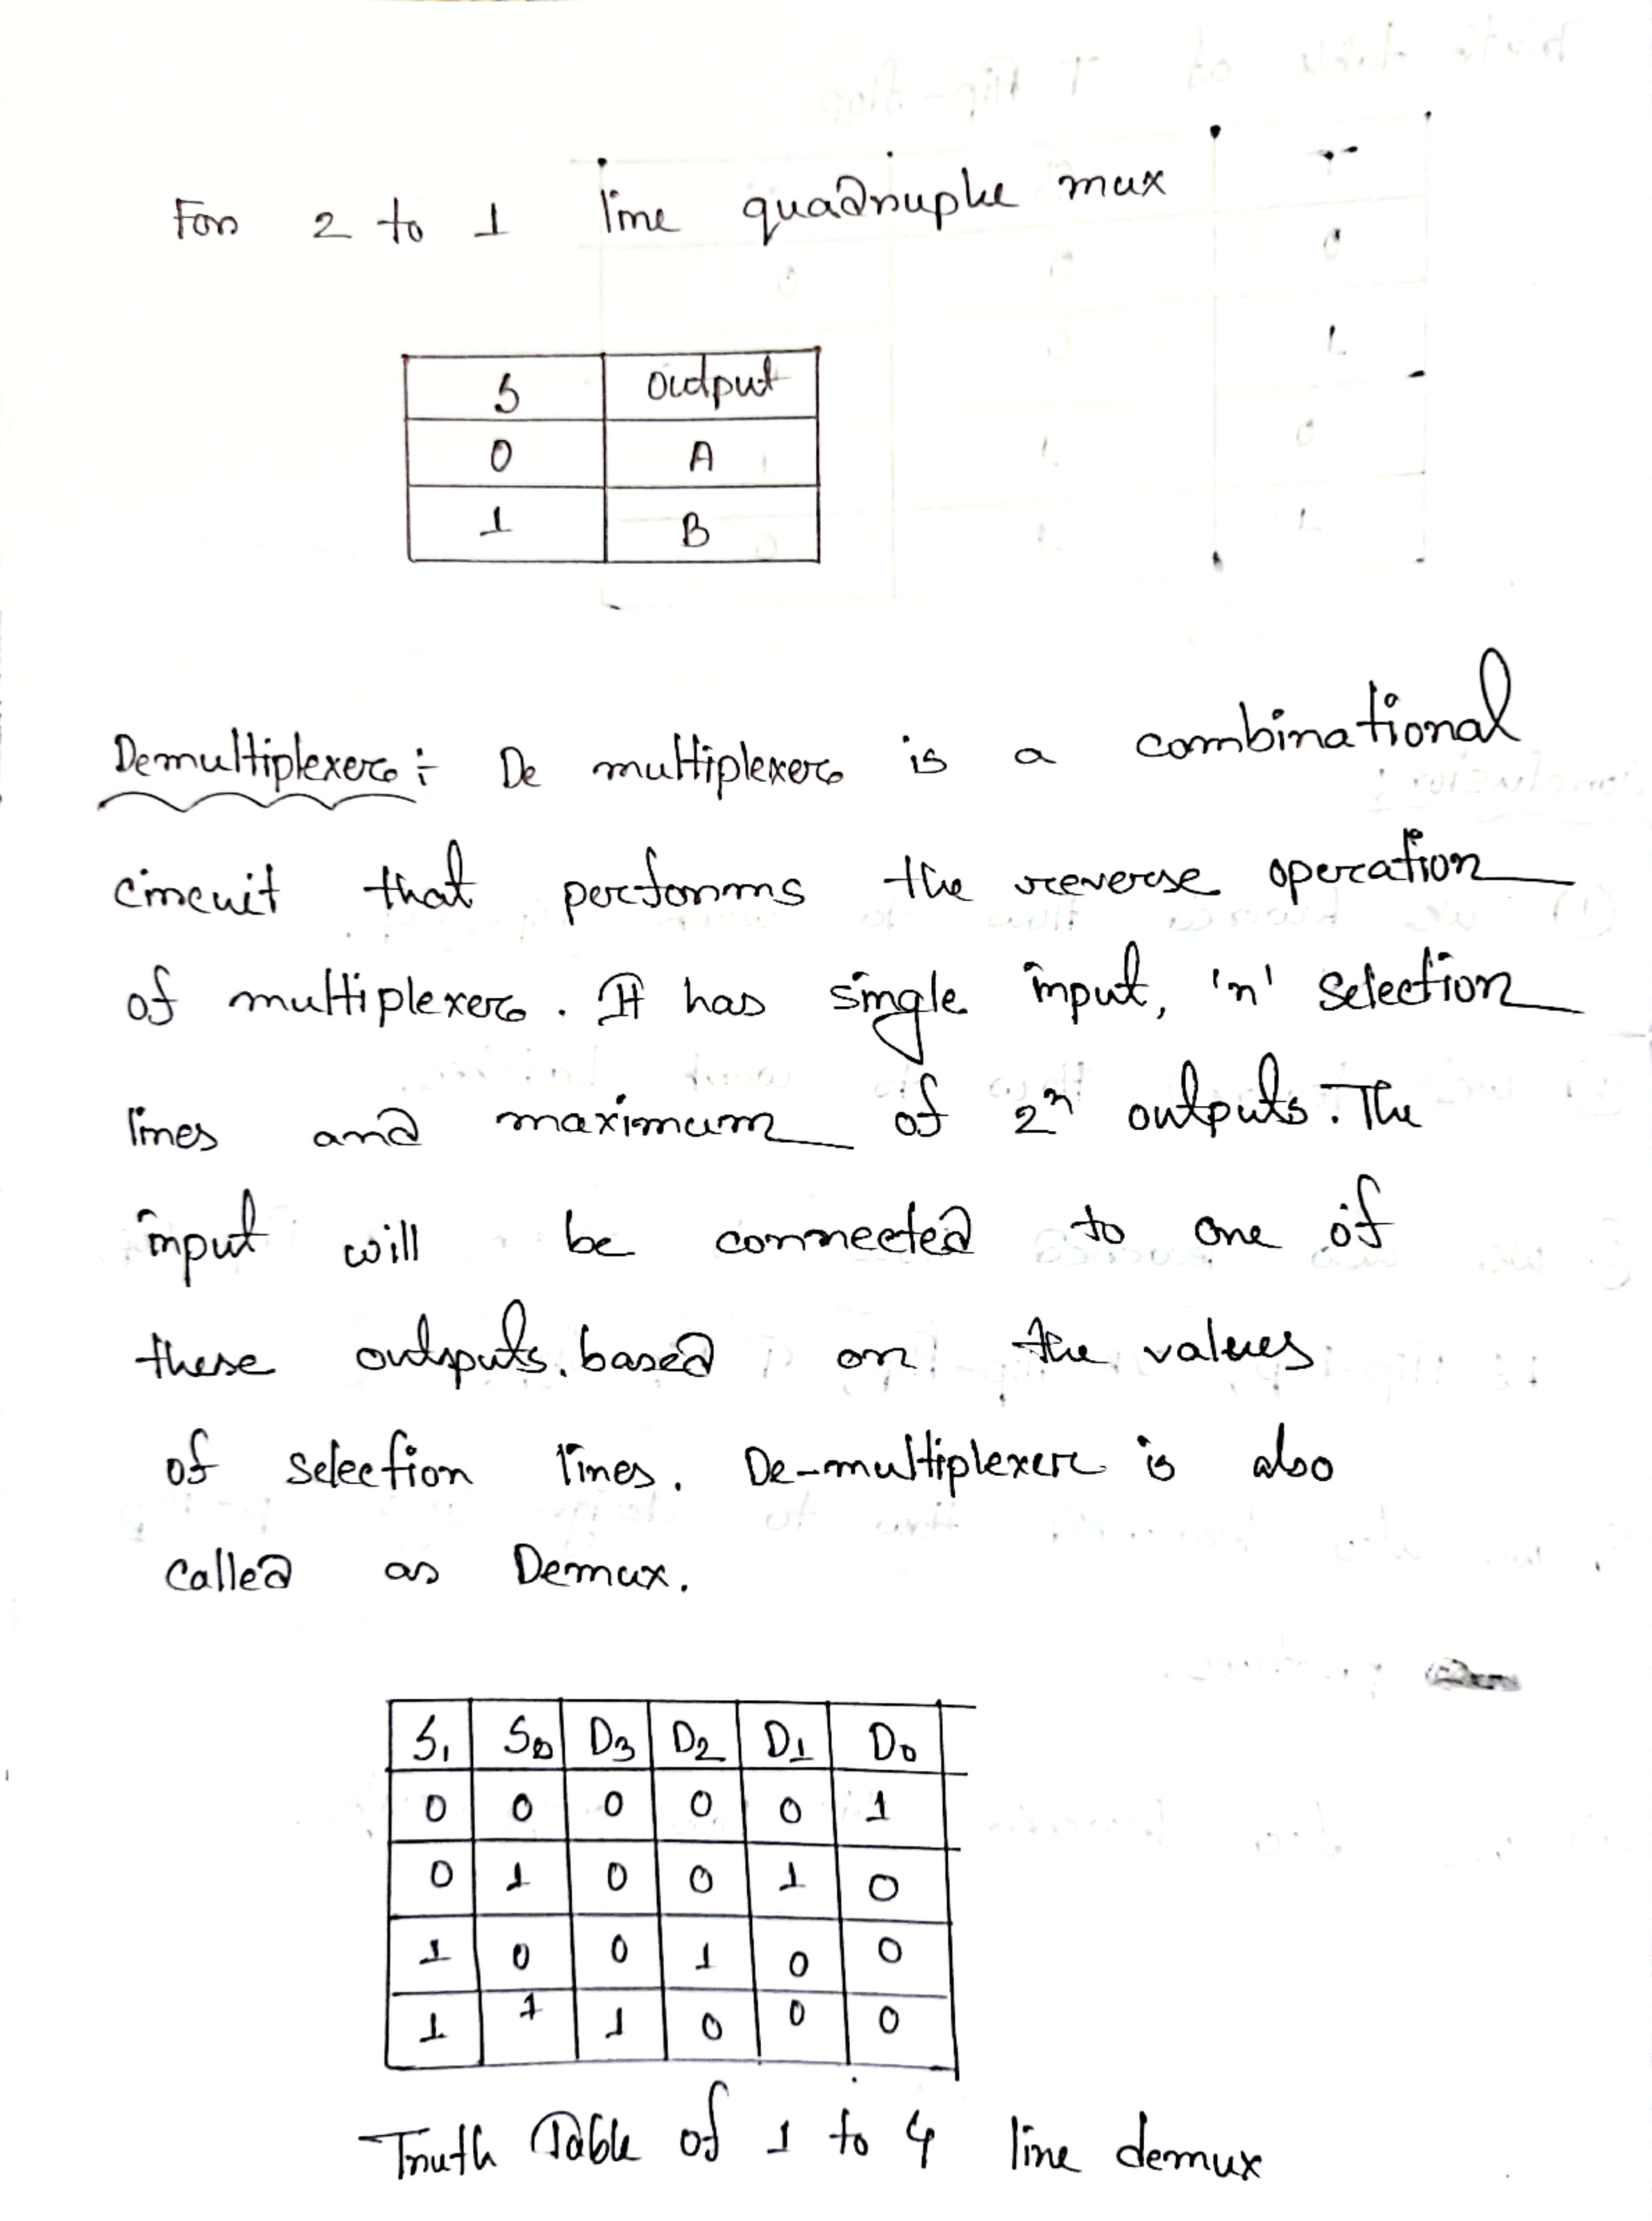 For 2 to 1 line quadruple mux
S output
0 A
1 B
Demultiplexer:- De multiplexer is a combinational
circuit that performs the reverse operation
of multiplexer. It has single input, 'n' selection
lines and maximum of 2ⁿ outputs. The
input will be connected to one of
these outputs. based on the values
of selection lines. De-multiplexer is also
called as Demux.
S₁ S₀ D₃ D₂ D₁ D₀
0 0 0 0 0 1
0 1 0 0 1 0
1 0 0 1 0 0
1 1 1 0 0 0
Truth Table of 1 to 4 line demux